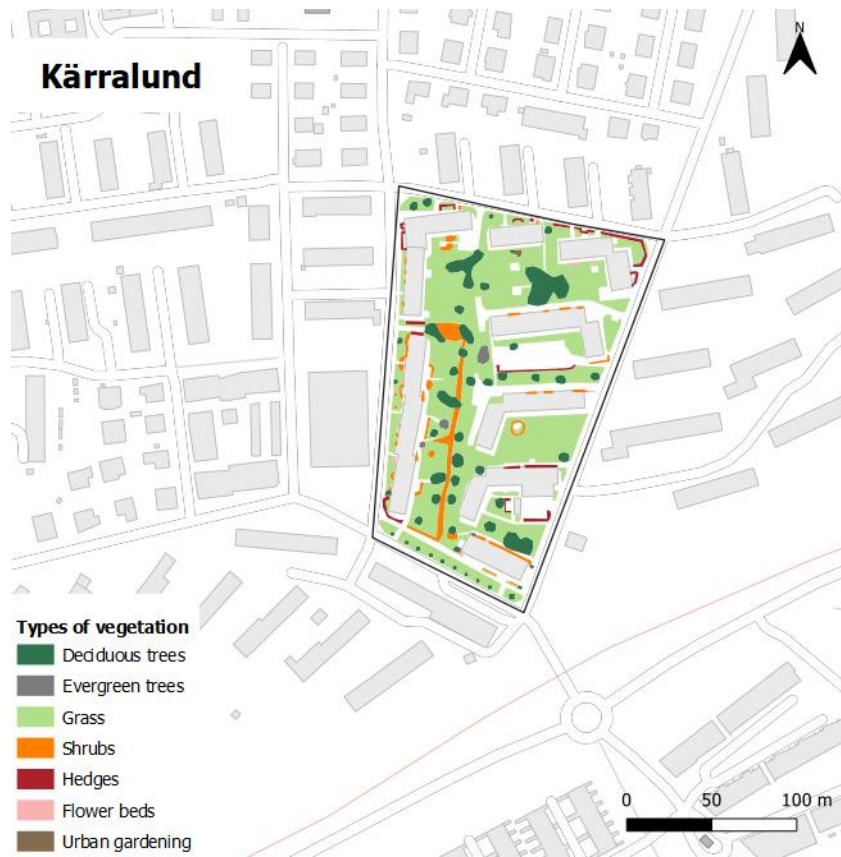 Kärralund
N
Types of vegetation
Deciduous trees
Evergreen trees
Grass
Shrubs
Hedges
Flower beds
Urban gardening
0 50 100 m